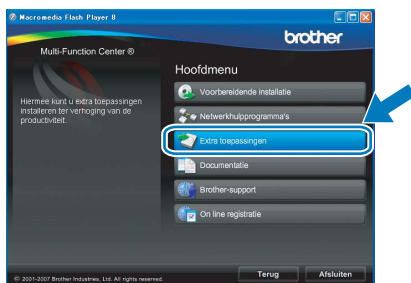 Macromedia Flash Player 8
brother
Multi-Function Center ®
Hoofdmenu
Hiermee kunt u extra toepassingen
installeren ter verhoging van de
productiviteit.
Voorbereidende installatie
Netwerkhulpprogramma's
Extra toepassingen
Documentatie
Brother-support
On line registratie
© 2001-2007 Brother Industries, Ltd. All rights reserved.
Terug
Afsluiten